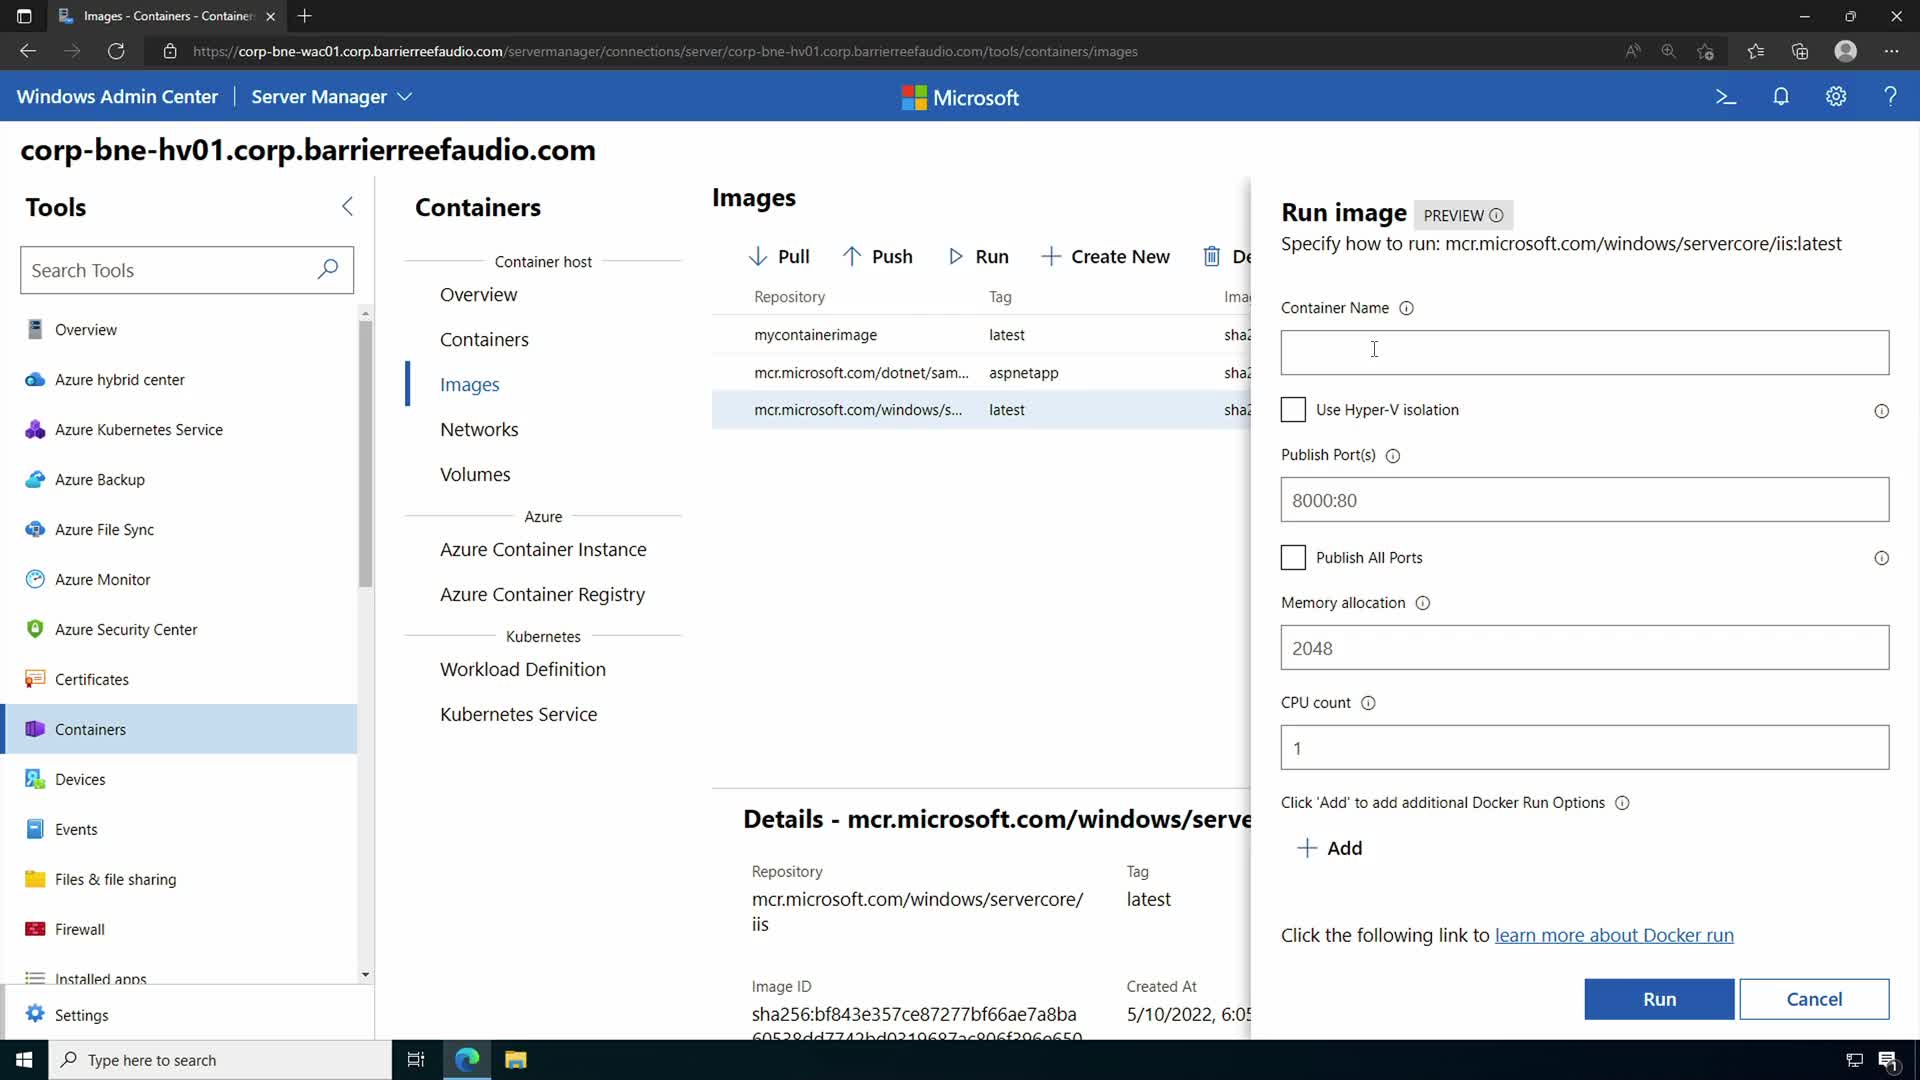 Images - Containers - Container
https://corp-bne-wac01.corp.barrierreefaudio.com/servermanager/connections/server/corp-bne-hv01.corp.barrierreefaudio.com/tools/containers/images
Windows Admin Center
Server Manager
Microsoft
corp-bne-hv01.corp.barrierreefaudio.com
Tools
Search Tools
Overview
Azure hybrid center
Azure Kubernetes Service
Azure Backup
Azure File Sync
Azure Monitor
Azure Security Center
Certificates
Containers
Devices
Events
Files & file sharing
Firewall
Installed apps
Settings
Containers
Container host
Overview
Containers
Images
Networks
Volumes
Azure
Azure Container Instance
Azure Container Registry
Kubernetes
Workload Definition
Kubernetes Service
Images
Pull Push Run Create New De
Repository Tag Ima
mycontainerimage latest sha2
mcr.microsoft.com/dotnet/sam... aspnetapp sha2
mcr.microsoft.com/windows/s... latest sha2
Details - mcr.microsoft.com/windows/serve
Repository Tag
mcr.microsoft.com/windows/servercore/ latest
iis
Image ID Created At
sha256:bf843e357ce87277bf66ae7a8ba 5/10/2022, 6:05
Run image PREVIEW
Specify how to run: mcr.microsoft.com/windows/servercore/iis:latest
Container Name
Use Hyper-V isolation
Publish Port(s)
8000:80
Publish All Ports
Memory allocation
2048
CPU count
1
Click 'Add' to add additional Docker Run Options
Add
Click the following link to learn more about Docker run
Run Cancel
Type here to search
1